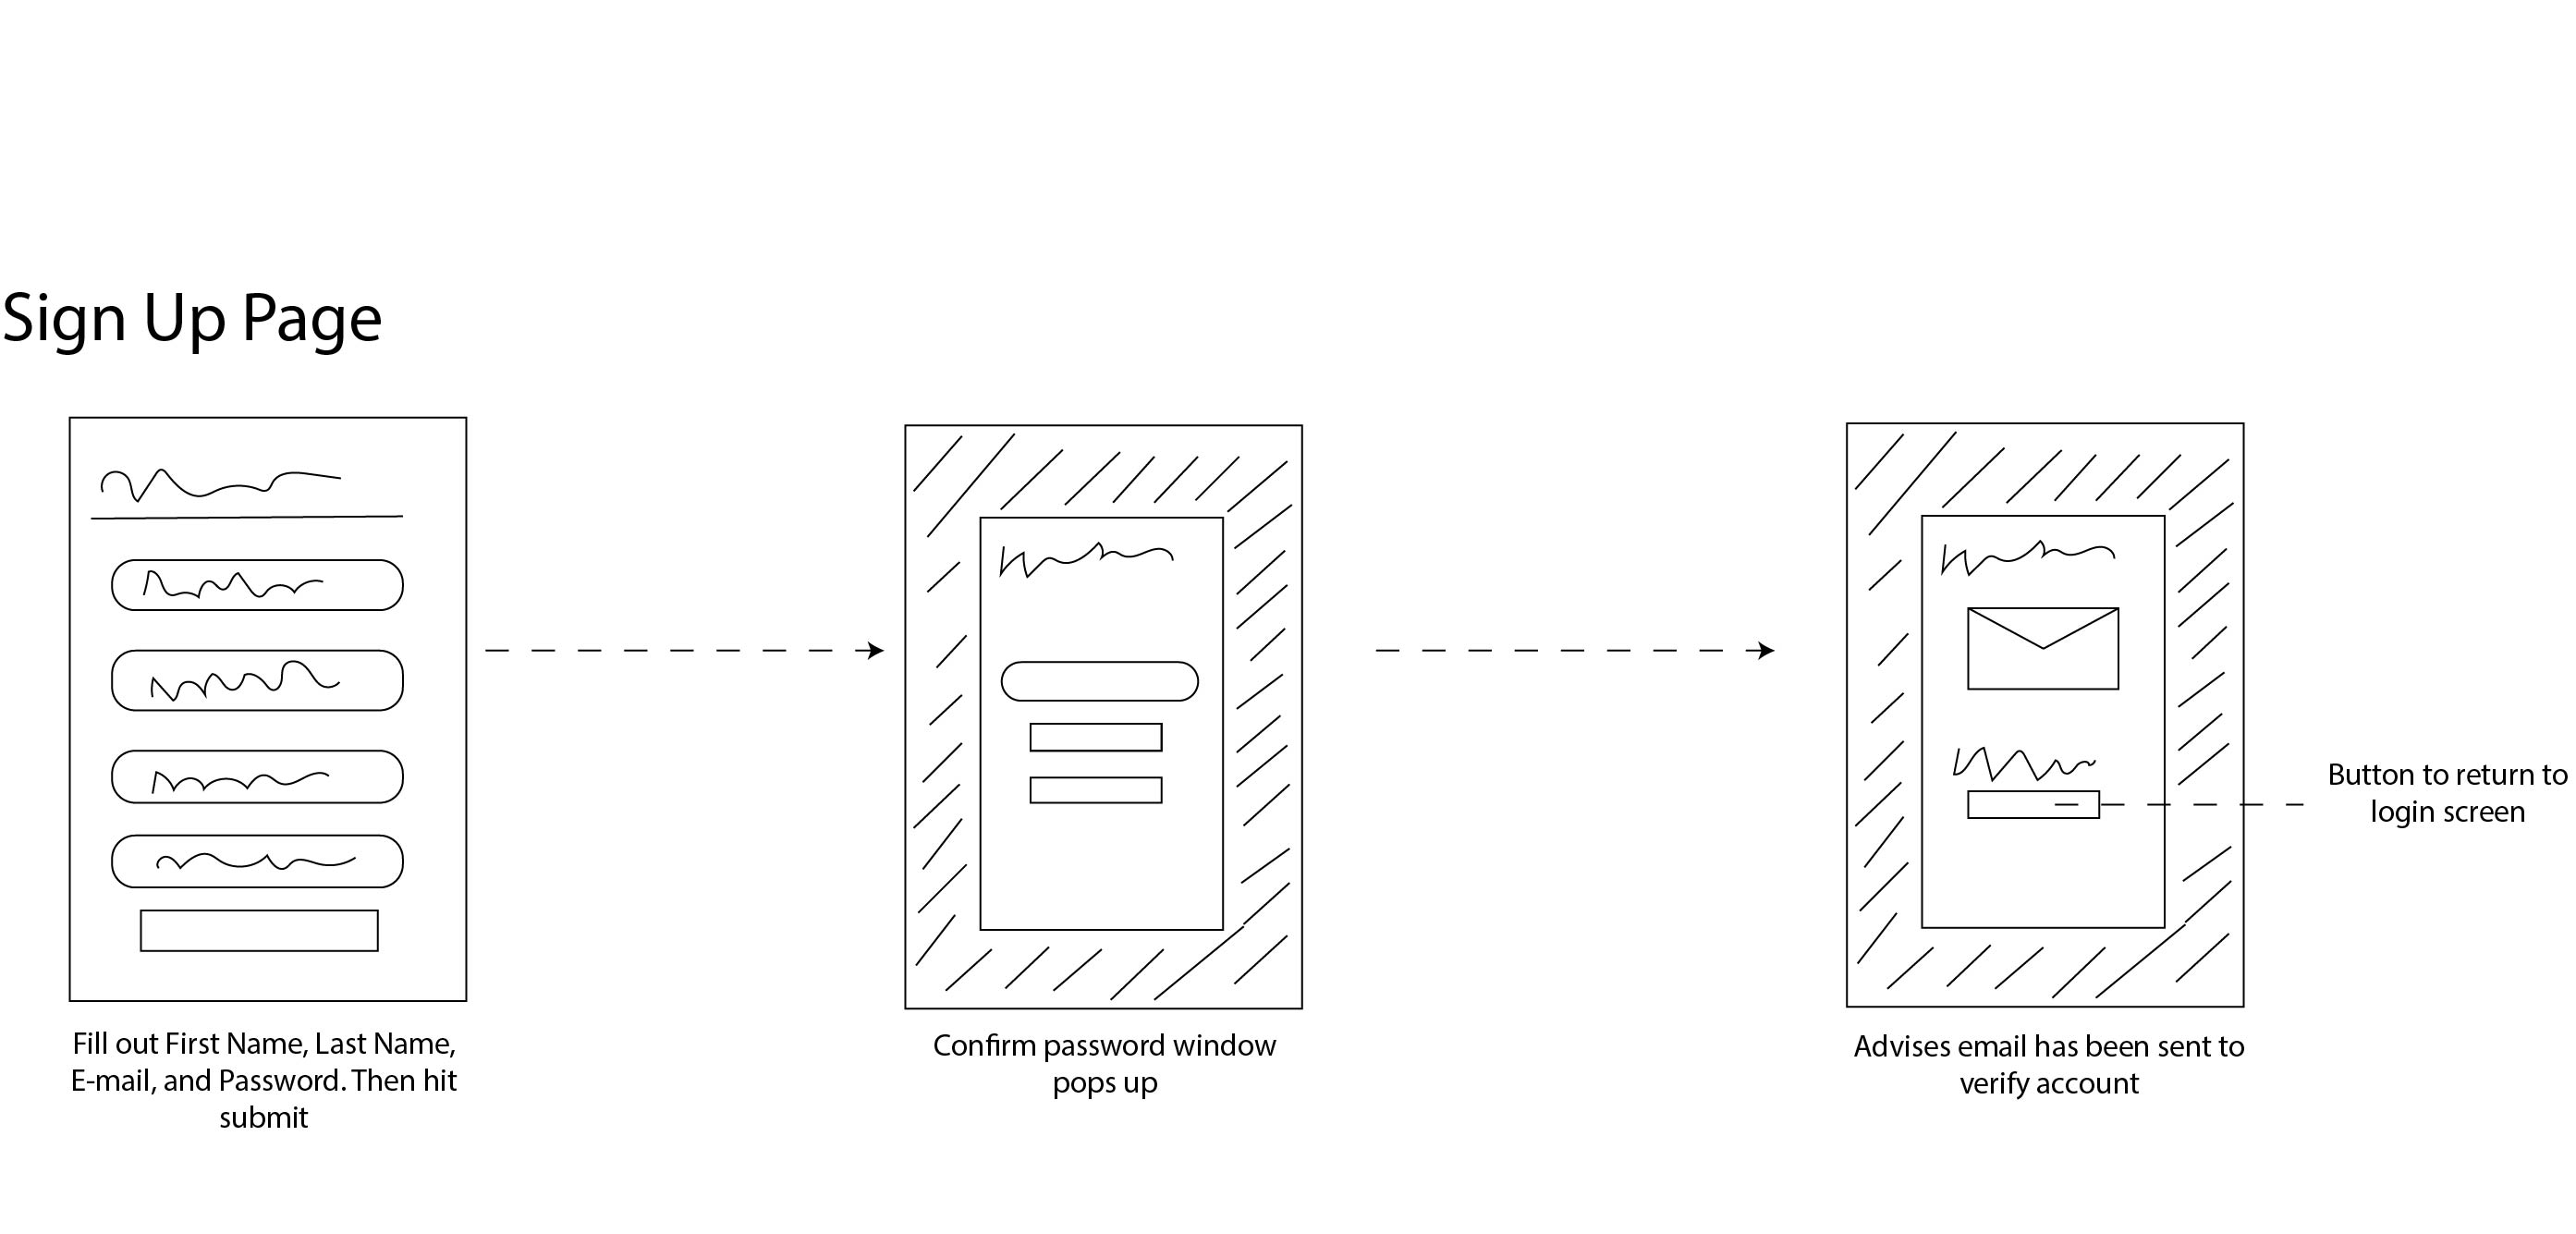 Sign Up Page
Fill out First Name, Last Name,
E-mail, and Password. Then hit
submit
Confirm password window
pops up
Advises email has been sent to
verify account
Button to return to
login screen